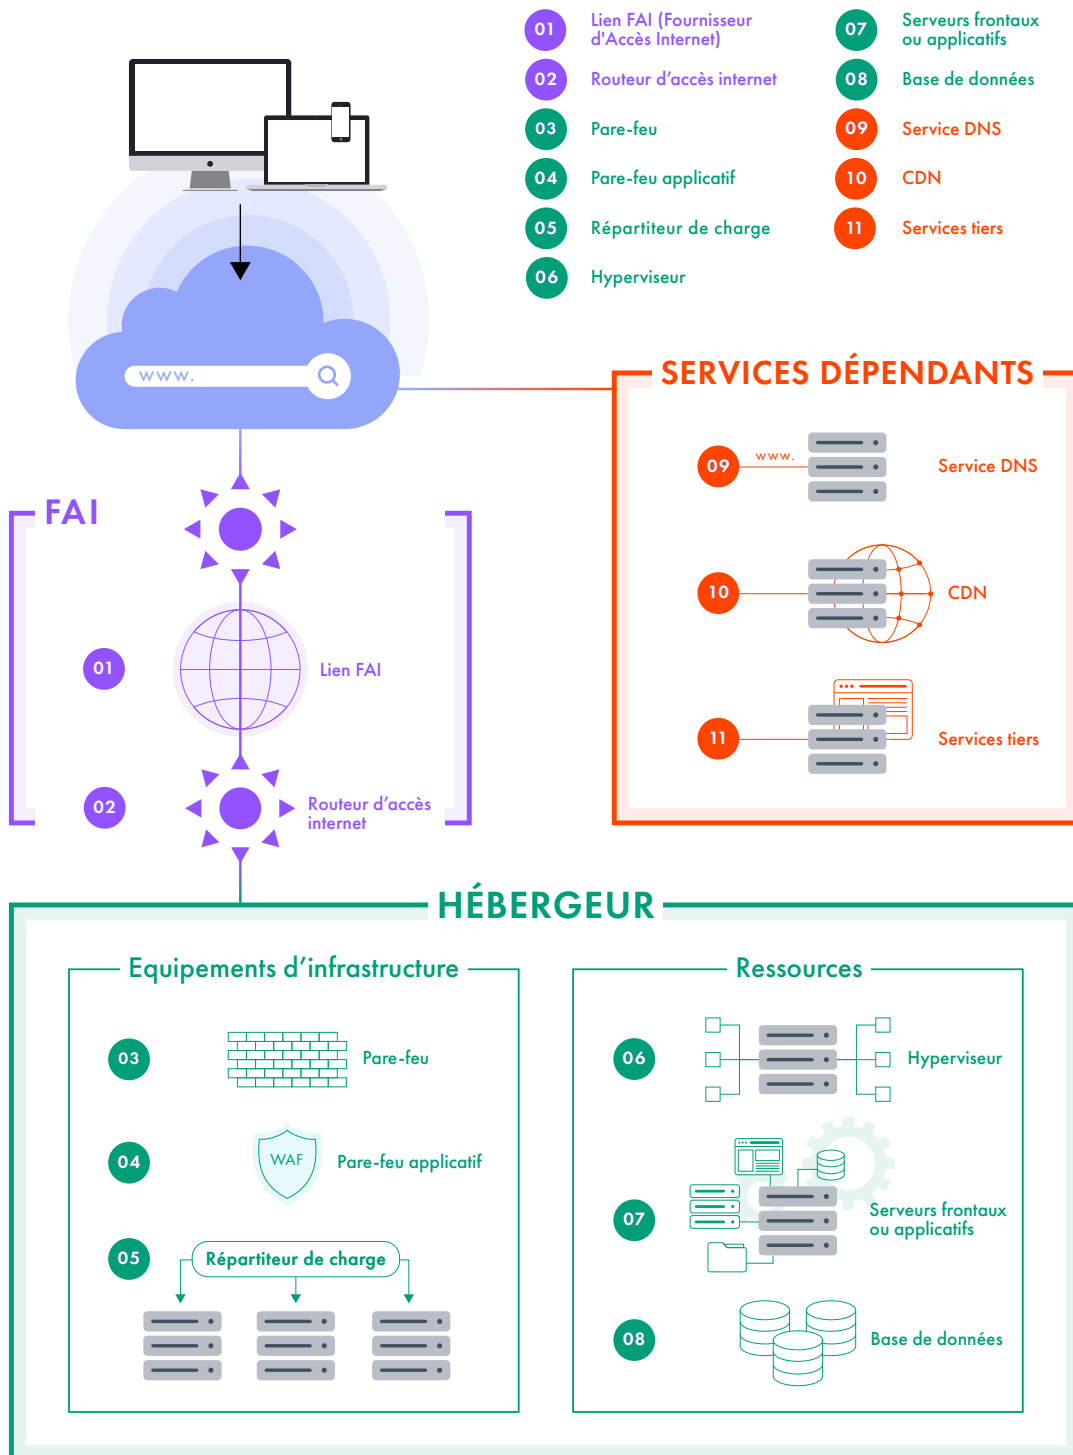 01
Lien FAI (Fournisseur
d'Accès Internet)
02
Routeur d’accès internet
03
Pare-feu
04
Pare-feu applicatif
05
Répartiteur de charge
06
Hyperviseur
07
Serveurs frontaux
ou applicatifs
08
Base de données
09
Service DNS
10
CDN
11
Services tiers
www.
SERVICES DÉPENDANTS
09
www.
Service DNS
10
CDN
11
Services tiers
FAI
01
Lien FAI
02
Routeur d’accès
internet
HÉBERGEUR
Equipements d’infrastructure
03
Pare-feu
04
WAF
Pare-feu applicatif
05
Répartiteur de charge
Ressources
06
Hyperviseur
07
Serveurs frontaux
ou applicatifs
08
Base de données